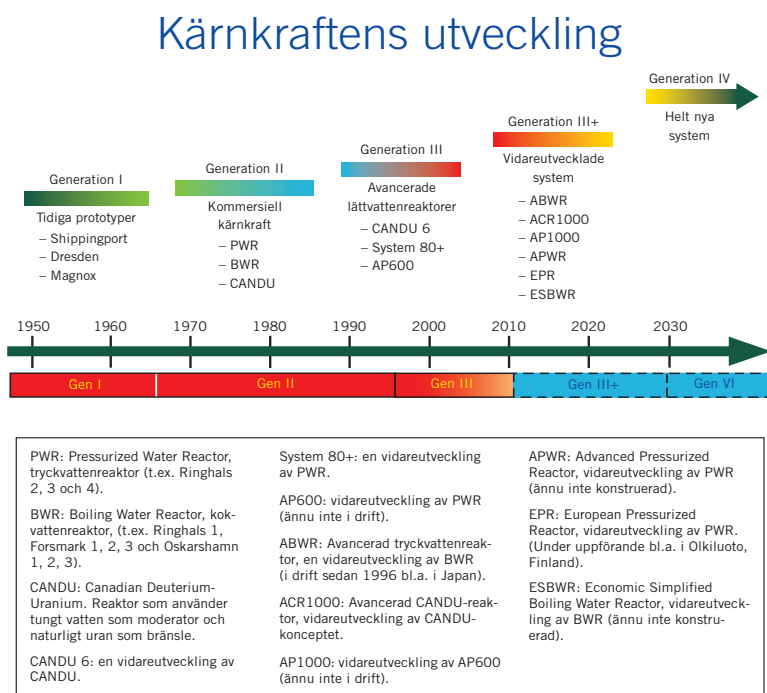 Kärnkraftens utveckling
Generation I
Tidiga prototyper
– Shippingport
– Dresden
– Magnox
Generation II
Kommersiell
kärnkraft
– PWR
– BWR
– CANDU
Generation III
Avancerade
lättvattenreaktorer
– CANDU 6
– System 80+
– AP600
Generation III+
Vidareutvecklade
system
– ABWR
– ACR1000
– AP1000
– APWR
– EPR
– ESBWR
Generation IV
Helt nya
system
1950 1960 1970 1980 1990 2000 2010 2020 2030
Gen I Gen II Gen III Gen III+ Gen VI
PWR: Pressurized Water Reactor,
tryckvattenreaktor (t.ex. Ringhals
2, 3 och 4).
BWR: Boiling Water Reactor, kok-
vattenreaktor, (t.ex. Ringhals 1,
Forsmark 1, 2, 3 och Oskarshamn
1, 2, 3).
CANDU: Canadian Deuterium-
Uranium. Reaktor som använder
tungt vatten som moderator och
naturligt uran som bränsle.
CANDU 6: en vidareutveckling av
CANDU.
System 80+: en vidareutveckling
av PWR.
AP600: vidareutveckling av PWR
(ännu inte i drift).
ABWR: Avancerad tryckvattenreak-
tor, en vidareutveckling av BWR
(i drift sedan 1996 bl.a. i Japan).
ACR1000: Avancerad CANDU-reak-
tor, vidareutveckling av CANDU-
konceptet.
AP1000: vidareutveckling av AP600
(ännu inte i drift).
APWR: Advanced Pressurized
Reactor, vidareutveckling av PWR
(ännu inte konstruerad).
EPR: European Pressurized
Reactor, vidareutveckling av PWR.
(Under uppförande bl.a. i Olkiluoto,
Finland).
ESBWR: Economic Simplified
Boiling Water Reactor, vidareutveck-
ling av BWR (ännu inte konstru-
erad).